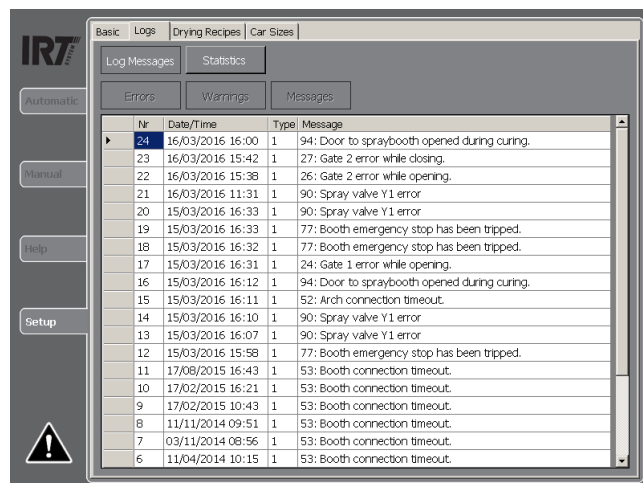 IRT
SYSTEM
Basic Logs Drying Recipes Car Sizes
Log Messages Statistics
Automatic
Errors Warnings Messages
Nr Date/Time Type Message
24 16/03/2016 16:00 1 94: Door to spraybooth opened during curing.
23 16/03/2016 15:42 1 27: Gate 2 error while closing.
Manual
22 16/03/2016 15:38 1 26: Gate 2 error while opening.
21 16/03/2016 11:31 1 90: Spray valve Y1 error
20 15/03/2016 16:33 1 90: Spray valve Y1 error
19 15/03/2016 16:33 1 77: Booth emergency stop has been tripped.
Help
18 15/03/2016 16:32 1 77: Booth emergency stop has been tripped.
17 15/03/2016 16:31 1 24: Gate 1 error while opening.
16 15/03/2016 16:12 1 94: Door to spraybooth opened during curing.
15 15/03/2016 16:11 1 52: Arch connection timeout.
Setup
14 15/03/2016 16:10 1 90: Spray valve Y1 error
13 15/03/2016 16:07 1 90: Spray valve Y1 error
12 15/03/2016 15:58 1 77: Booth emergency stop has been tripped.
11 17/08/2015 16:43 1 53: Booth connection timeout.
10 17/02/2015 16:21 1 53: Booth connection timeout.
9 17/02/2015 10:43 1 53: Booth connection timeout.
8 11/11/2014 09:51 1 53: Booth connection timeout.
7 03/11/2014 08:56 1 53: Booth connection timeout.
6 11/04/2014 10:15 1 53: Booth connection timeout.